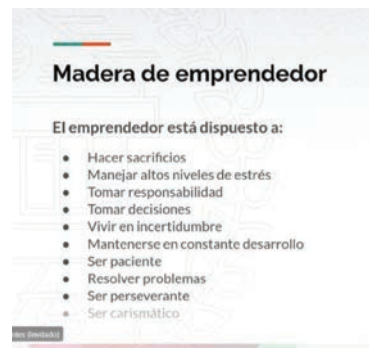 Madera de emprendedor
El emprendedor está dispuesto a:
● Hacer sacrificios
● Manejar altos niveles de estrés
● Tomar responsabilidad
● Tomar decisiones
● Vivir en incertidumbre
● Mantenerse en constante desarrollo
● Ser paciente
● Resolver problemas
● Ser perseverante
● Ser carismático
(Invitado)